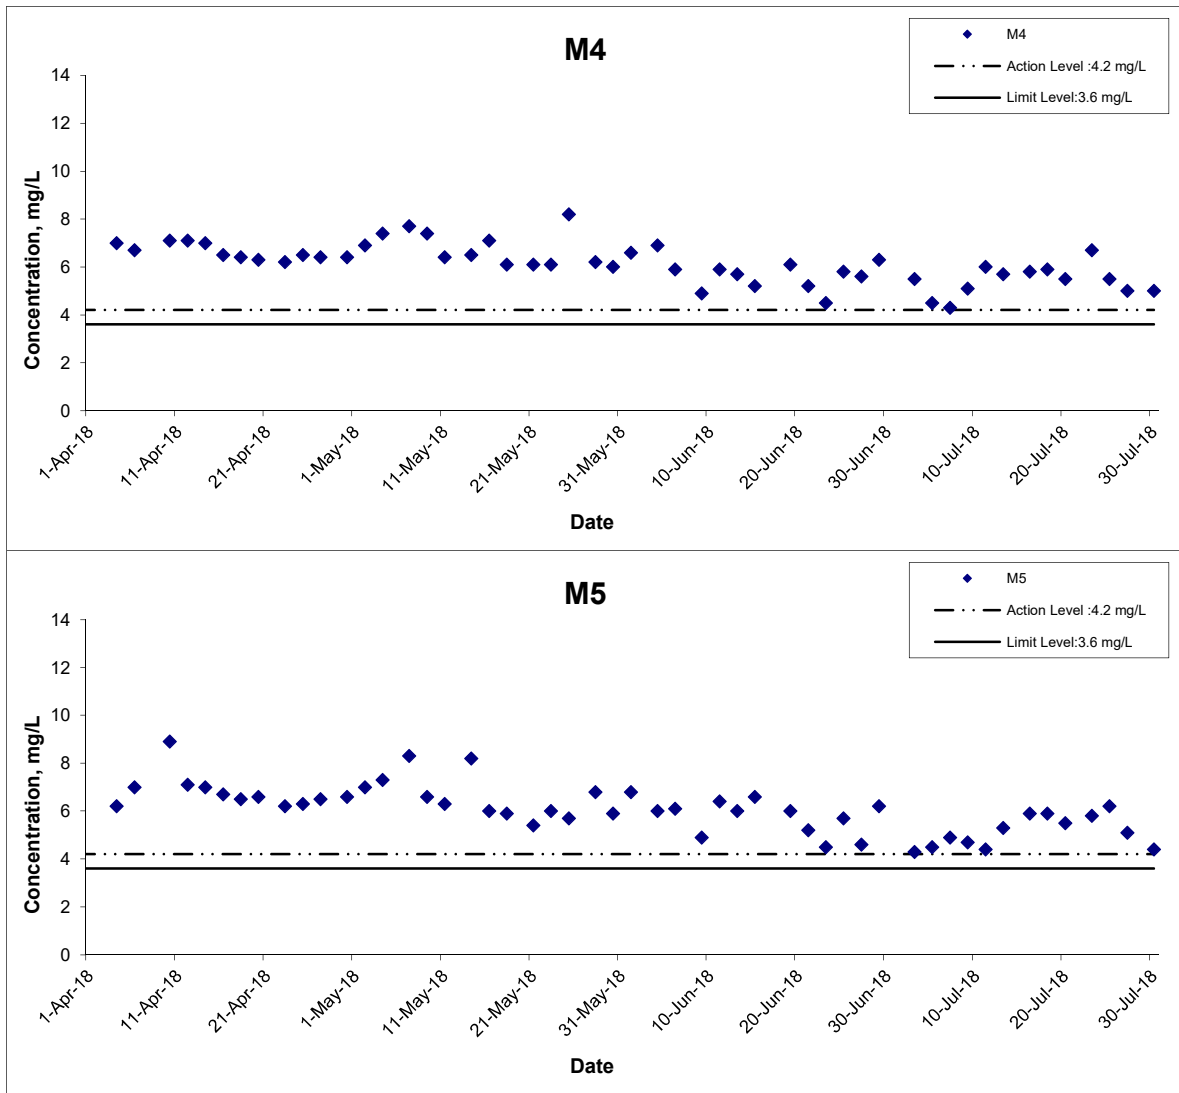 M4
M4
Action Level :4.2 mg/L
Limit Level:3.6 mg/L
Concentration, mg/L
14
12
10
8
6
4
2
0
1-Apr-18
11-Apr-18
21-Apr-18
1-May-18
11-May-18
21-May-18
31-May-18
10-Jun-18
20-Jun-18
30-Jun-18
10-Jul-18
20-Jul-18
30-Jul-18
Date
M5
M5
Action Level :4.2 mg/L
Limit Level:3.6 mg/L
Concentration, mg/L
14
12
10
8
6
4
2
0
1-Apr-18
11-Apr-18
21-Apr-18
1-May-18
11-May-18
21-May-18
31-May-18
10-Jun-18
20-Jun-18
30-Jun-18
10-Jul-18
20-Jul-18
30-Jul-18
Date